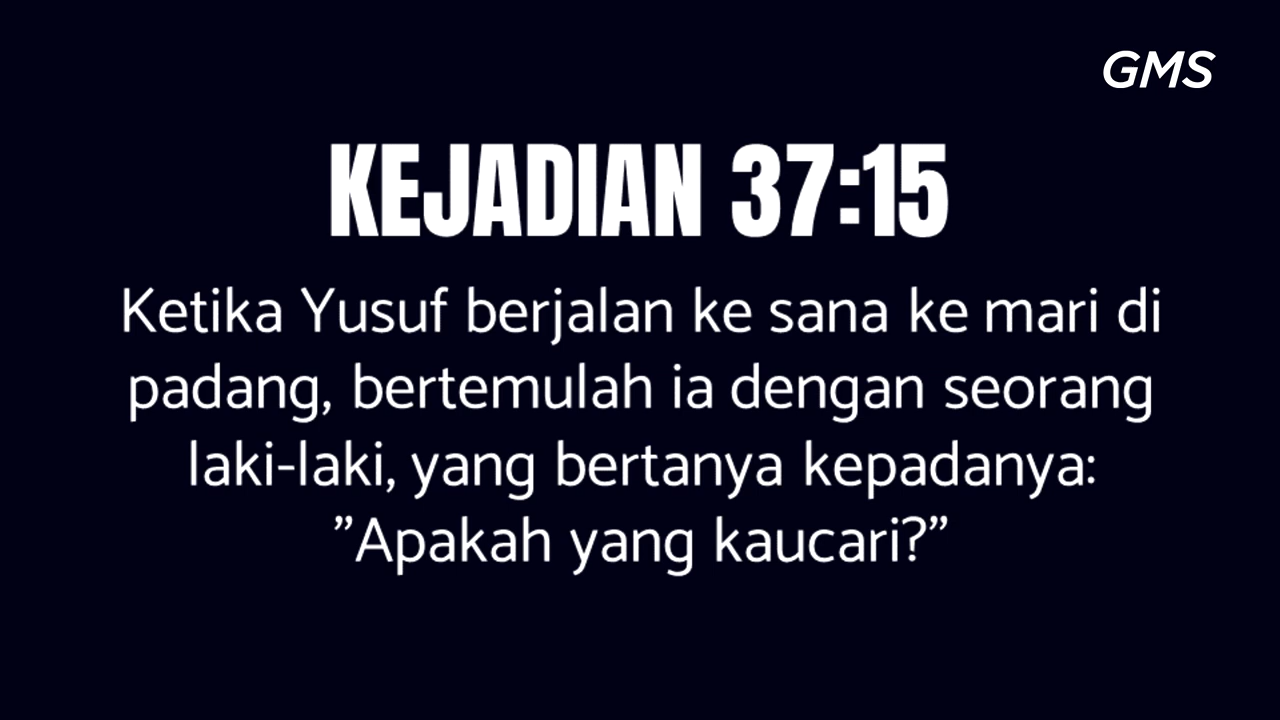 GMS
KEJADIAN 37:15
Ketika Yusuf berjalan ke sana ke mari di
padang, bertemulah ia dengan seorang
laki-laki, yang bertanya kepadanya:
”Apakah yang kaucari?”